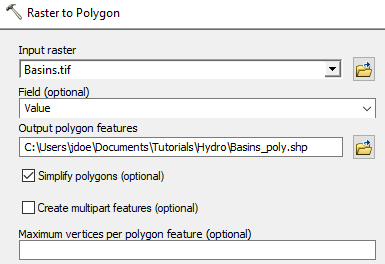 Raster to Polygon
Input raster
Basins.tif
Field (optional)
Value
Output polygon features
C:\Users\jdoe\Documents\Tutorials\Hydro\Basins_poly.shp
Simplify polygons (optional)
Create multipart features (optional)
Maximum vertices per polygon feature (optional)